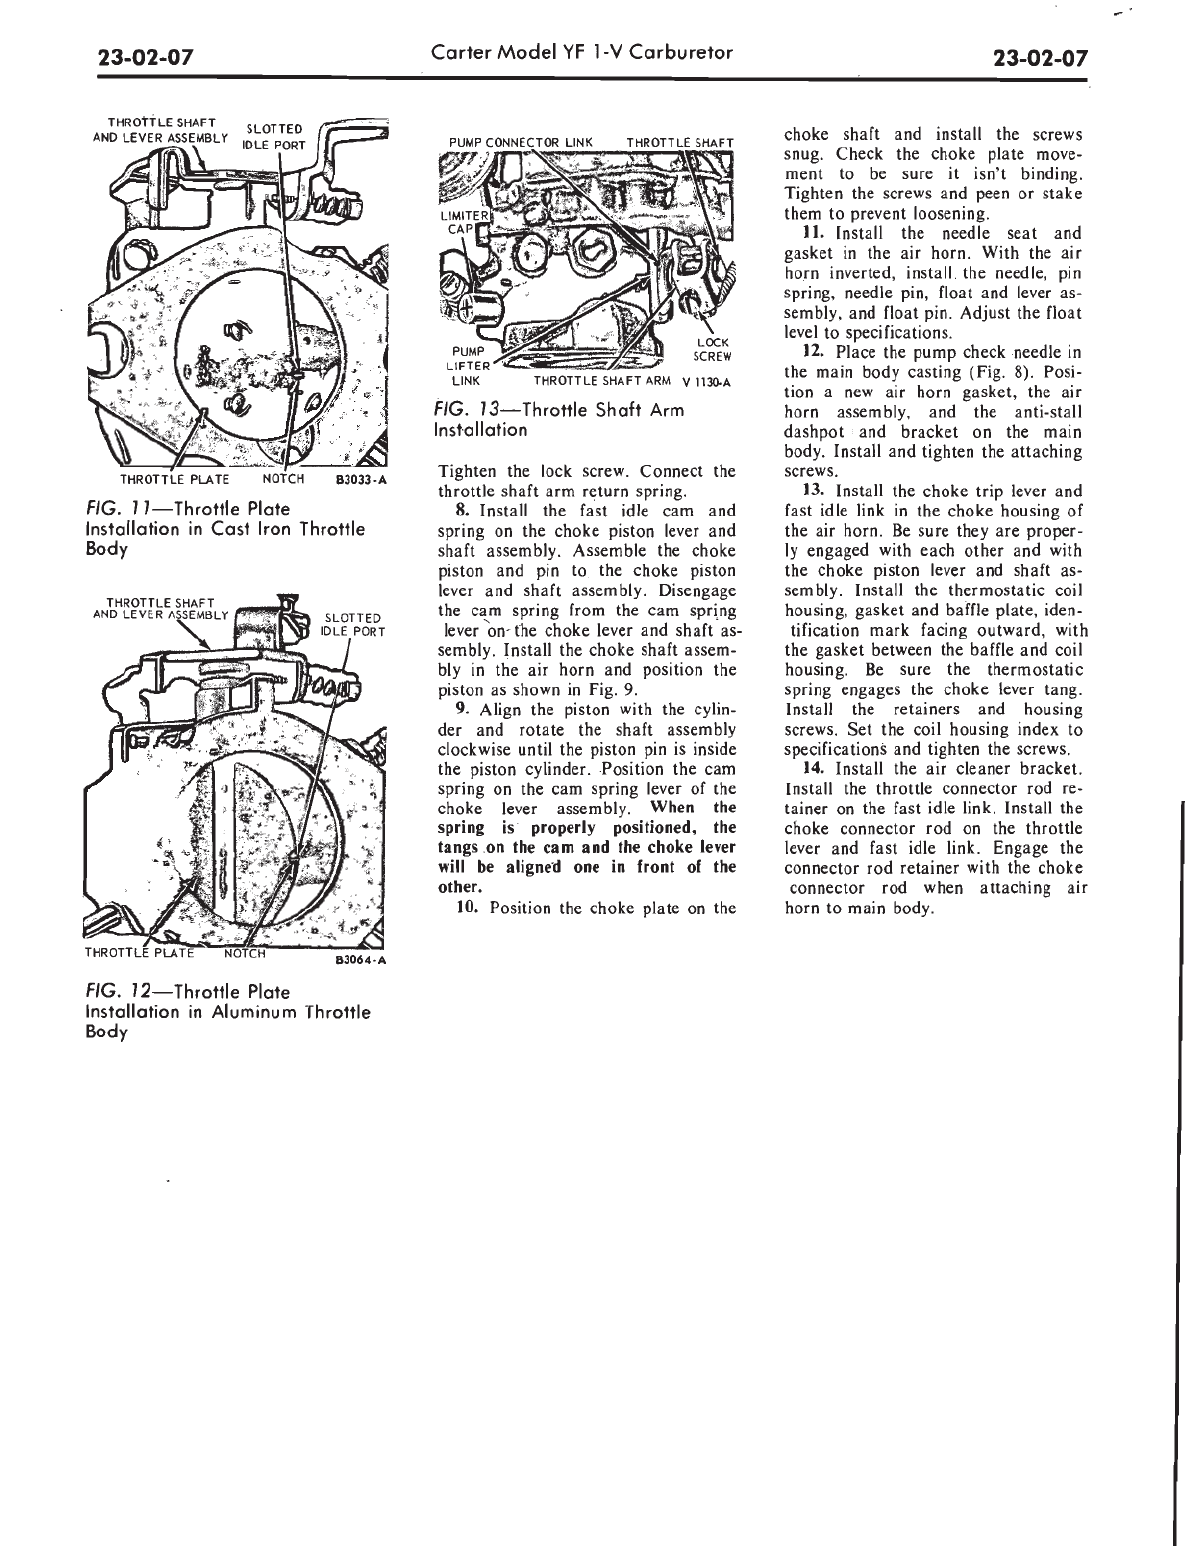 23-02-07
Carter Model YF 1-V Carburetor
23-02-07
THROTTLE SHAFT
AND LEVER ASSEMBLY
SLOTTED
IDLE PORT
THROTTLE PLATE
NOTCH
B3033-A
FIG. 11—Throttle Plate
Installation in Cast Iron Throttle
Body
THROTTLE SHAFT
AND LEVER ASSEMBLY
SLOTTED
IDLE PORT
THROTTLE PLATE
NOTCH
B3064-A
FIG. 12—Throttle Plate
Installation in Aluminum Throttle
Body
PUMP CONNECTOR LINK
THROTTLE SHAFT
LIMITER
CAP
PUMP
LIFTER
LINK
LOCK
SCREW
THROTTLE SHAFT ARM
V 1130-A
FIG. 13—Throttle Shaft Arm
Installation
Tighten the lock screw. Connect the
throttle shaft arm return spring.
8. Install the fast idle cam and
spring on the choke piston lever and
shaft assembly. Assemble the choke
piston and pin to the choke piston
lever and shaft assembly. Disengage
the cam spring from the cam spring
lever on the choke lever and shaft as-
sembly. Install the choke shaft assem-
bly in the air horn and position the
piston as shown in Fig. 9.
9. Align the piston with the cylin-
der and rotate the shaft assembly
clockwise until the piston pin is inside
the piston cylinder. Position the cam
spring on the cam spring lever of the
choke lever assembly. When the
spring is properly positioned, the
tangs on the cam and the choke lever
will be aligned one in front of the
other.
10. Position the choke plate on the
choke shaft and install the screws
snug. Check the choke plate move-
ment to be sure it isn't binding.
Tighten the screws and peen or stake
them to prevent loosening.
11. Install the needle seat and
gasket in the air horn. With the air
horn inverted, install the needle, pin
spring, needle pin, float and lever as-
sembly, and float pin. Adjust the float
level to specifications.
12. Place the pump check needle in
the main body casting (Fig. 8). Posi-
tion a new air horn gasket, the air
horn assembly, and the anti-stall
dashpot and bracket on the main
body. Install and tighten the attaching
screws.
13. Install the choke trip lever and
fast idle link in the choke housing of
the air horn. Be sure they are proper-
ly engaged with each other and with
the choke piston lever and shaft as-
sembly. Install the thermostatic coil
housing, gasket and baffle plate, iden-
tification mark facing outward, with
the gasket between the baffle and coil
housing. Be sure the thermostatic
spring engages the choke lever tang.
Install the retainers and housing
screws. Set the coil housing index to
specifications and tighten the screws.
14. Install the air cleaner bracket.
Install the throttle connector rod re-
tainer on the fast idle link. Install the
choke connector rod on the throttle
lever and fast idle link. Engage the
connector rod retainer with the choke
connector rod when attaching air
horn to main body.